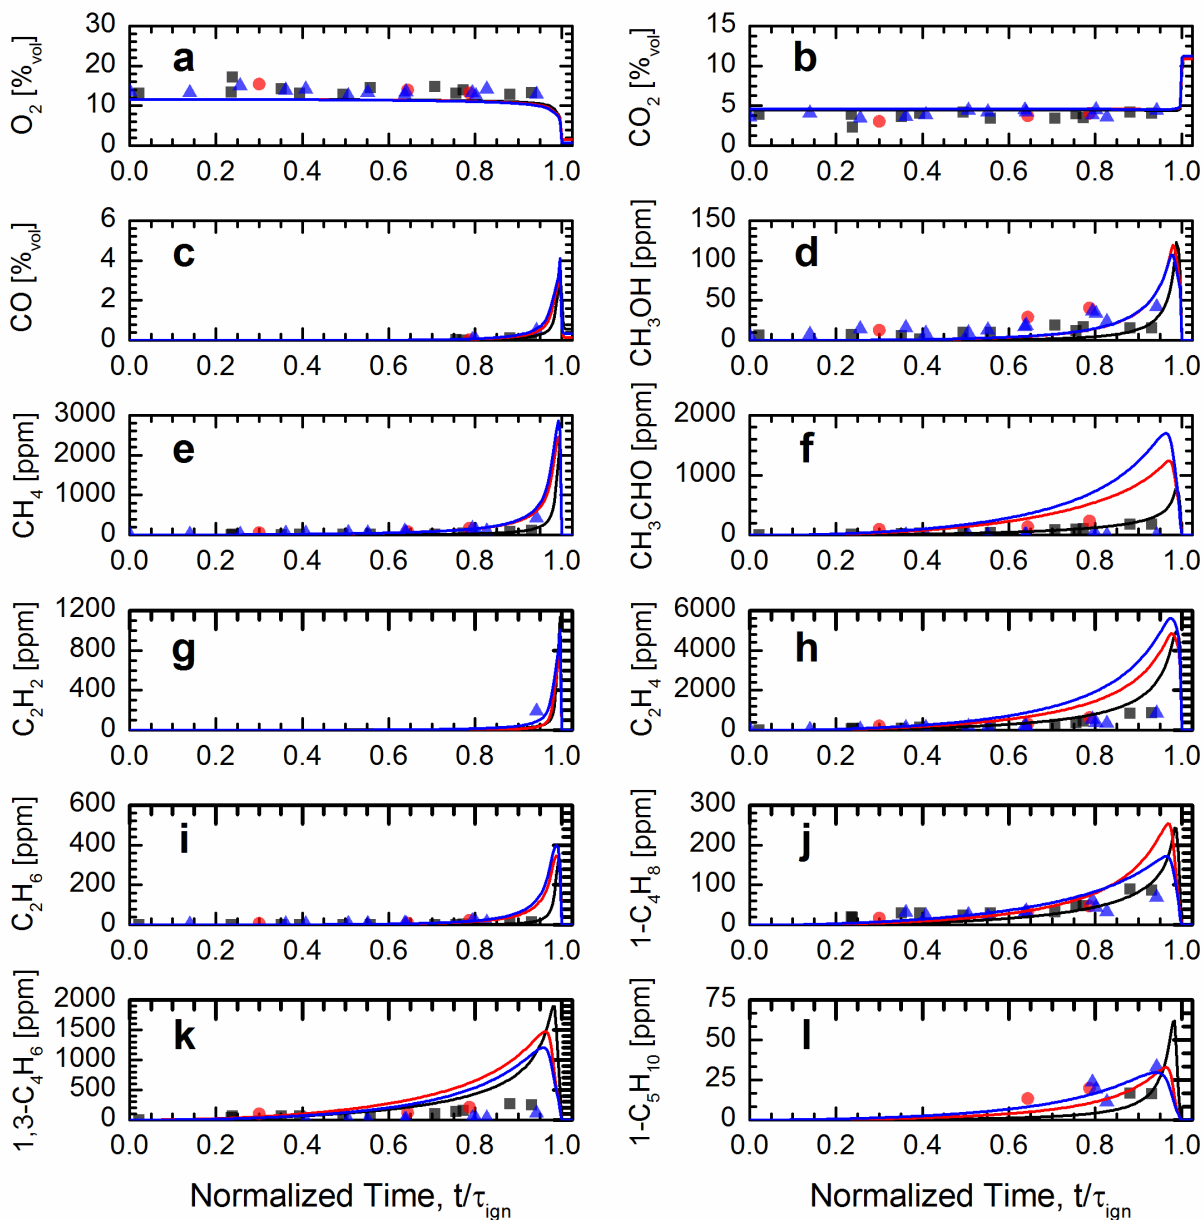 O₂ [%vol]
30
20
10
0
a
0.0 0.2 0.4 0.6 0.8 1.0
CO₂ [%vol]
10
5
0
b
0.0 0.2 0.4 0.6 0.8 1.0
CO [%vol]
6
4
2
0
c
0.0 0.2 0.4 0.6 0.8 1.0
CH₃OH [ppm]
150
100
50
0
d
0.0 0.2 0.4 0.6 0.8 1.0
CH₄ [ppm]
3000
2000
1000
0
e
0.0 0.2 0.4 0.6 0.8 1.0
CH₃CHO [ppm]
2000
1000
0
f
0.0 0.2 0.4 0.6 0.8 1.0
C₂H₂ [ppm]
1200
800
400
0
g
0.0 0.2 0.4 0.6 0.8 1.0
C₂H₄ [ppm]
6000
4000
2000
0
h
0.0 0.2 0.4 0.6 0.8 1.0
C₂H₆ [ppm]
600
400
200
0
i
0.0 0.2 0.4 0.6 0.8 1.0
1-C₄H₈ [ppm]
300
200
100
0
j
0.0 0.2 0.4 0.6 0.8 1.0
1,3-C₄H₆ [ppm]
2000
1500
1000
500
0
k
0.0 0.2 0.4 0.6 0.8 1.0
Normalized Time, t/τign
1-C₅H₁₀ [ppm]
75
50
25
0
l
0.0 0.2 0.4 0.6 0.8 1.0
Normalized Time, t/τign